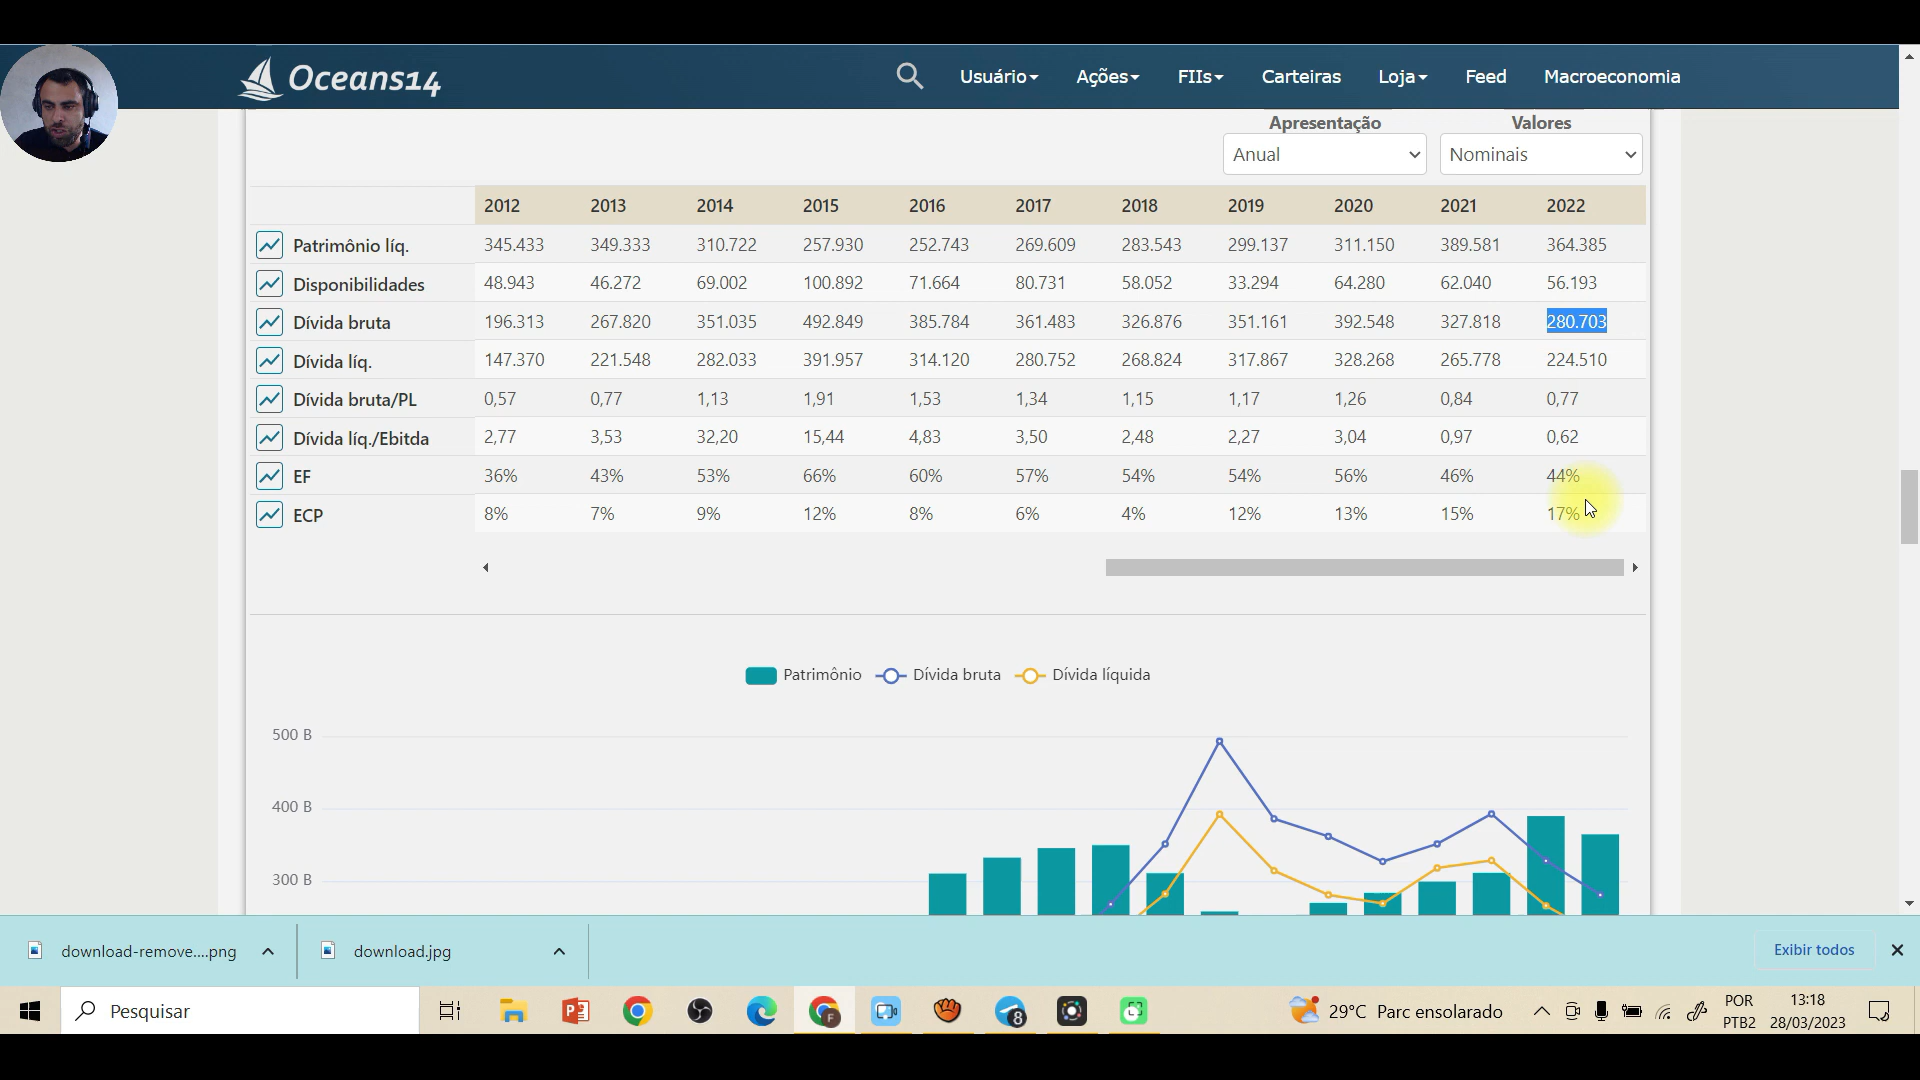 Oceans14
Usuário
Ações
FIIs
Carteiras
Loja
Feed
Macroeconomia
Apresentação
Valores
Anual
Nominais
2012 2013 2014 2015 2016 2017 2018 2019 2020 2021 2022
Patrimônio líq. 345.433 349.333 310.722 257.930 252.743 269.609 283.543 299.137 311.150 389.581 364.385
Disponibilidades 48.943 46.272 69.002 100.892 71.664 80.731 58.052 33.294 64.280 62.040 56.193
Dívida bruta 196.313 267.820 351.035 492.849 385.784 361.483 326.876 351.161 392.548 327.818 280.703
Dívida líq. 147.370 221.548 282.033 391.957 314.120 280.752 268.824 317.867 328.268 265.778 224.510
Dívida bruta/PL 0,57 0,77 1,13 1,91 1,53 1,34 1,15 1,17 1,26 0,84 0,77
Dívida líq./Ebitda 2,77 3,53 32,20 15,44 4,83 3,50 2,48 2,27 3,04 0,97 0,62
EF 36% 43% 53% 66% 60% 57% 54% 54% 56% 46% 44%
ECP 8% 7% 9% 12% 8% 6% 4% 12% 13% 15% 17%
Patrimônio
Dívida bruta
Dívida líquida
500 B
400 B
300 B
download-remove....png
download.jpg
Exibir todos
Pesquisar
F
8
29°C Parc ensolarado
POR
PTB2
13:18
28/03/2023